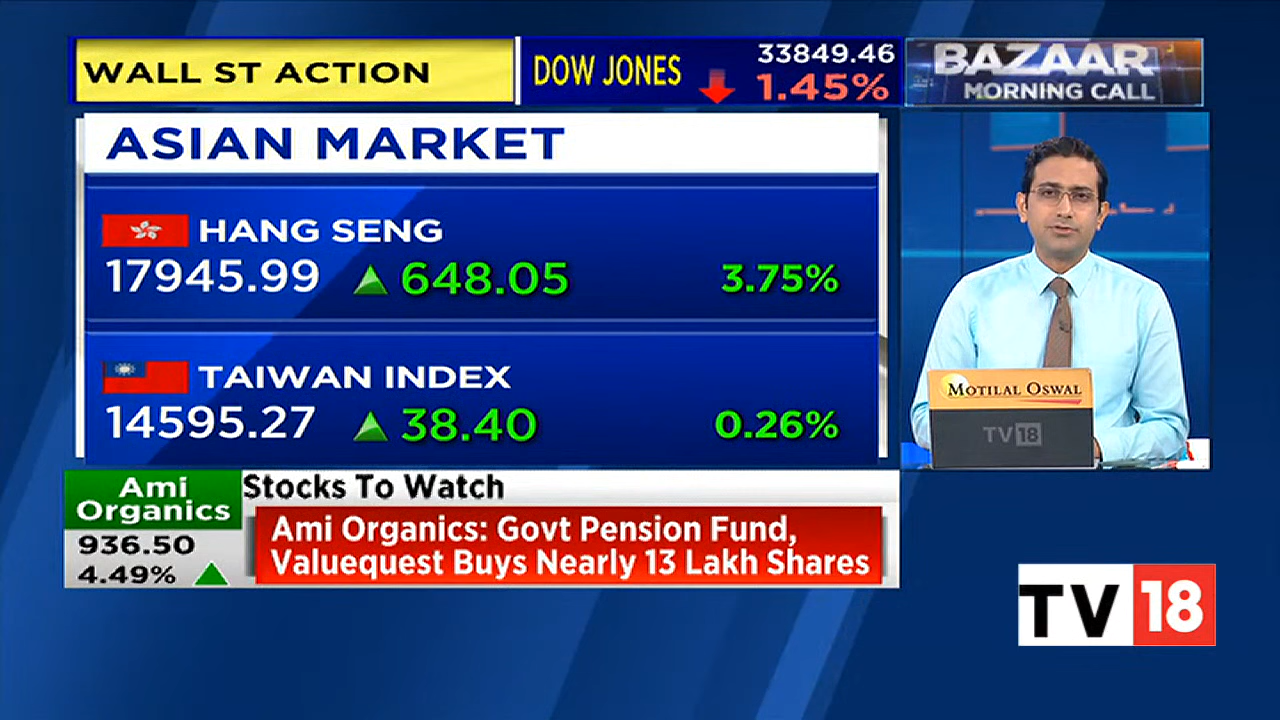 WALL ST ACTION
DOW JONES
33849.46
1.45%
BAZAAR
MORNING CALL
ASIAN MARKET
HANG SENG
17945.99 648.05 3.75%
TAIWAN INDEX
14595.27 38.40 0.26%
MOTILAL OSWAL
TV18
Ami
Organics
936.50
4.49%
Stocks To Watch
Ami Organics: Govt Pension Fund,
Valuequest Buys Nearly 13 Lakh Shares
TV18